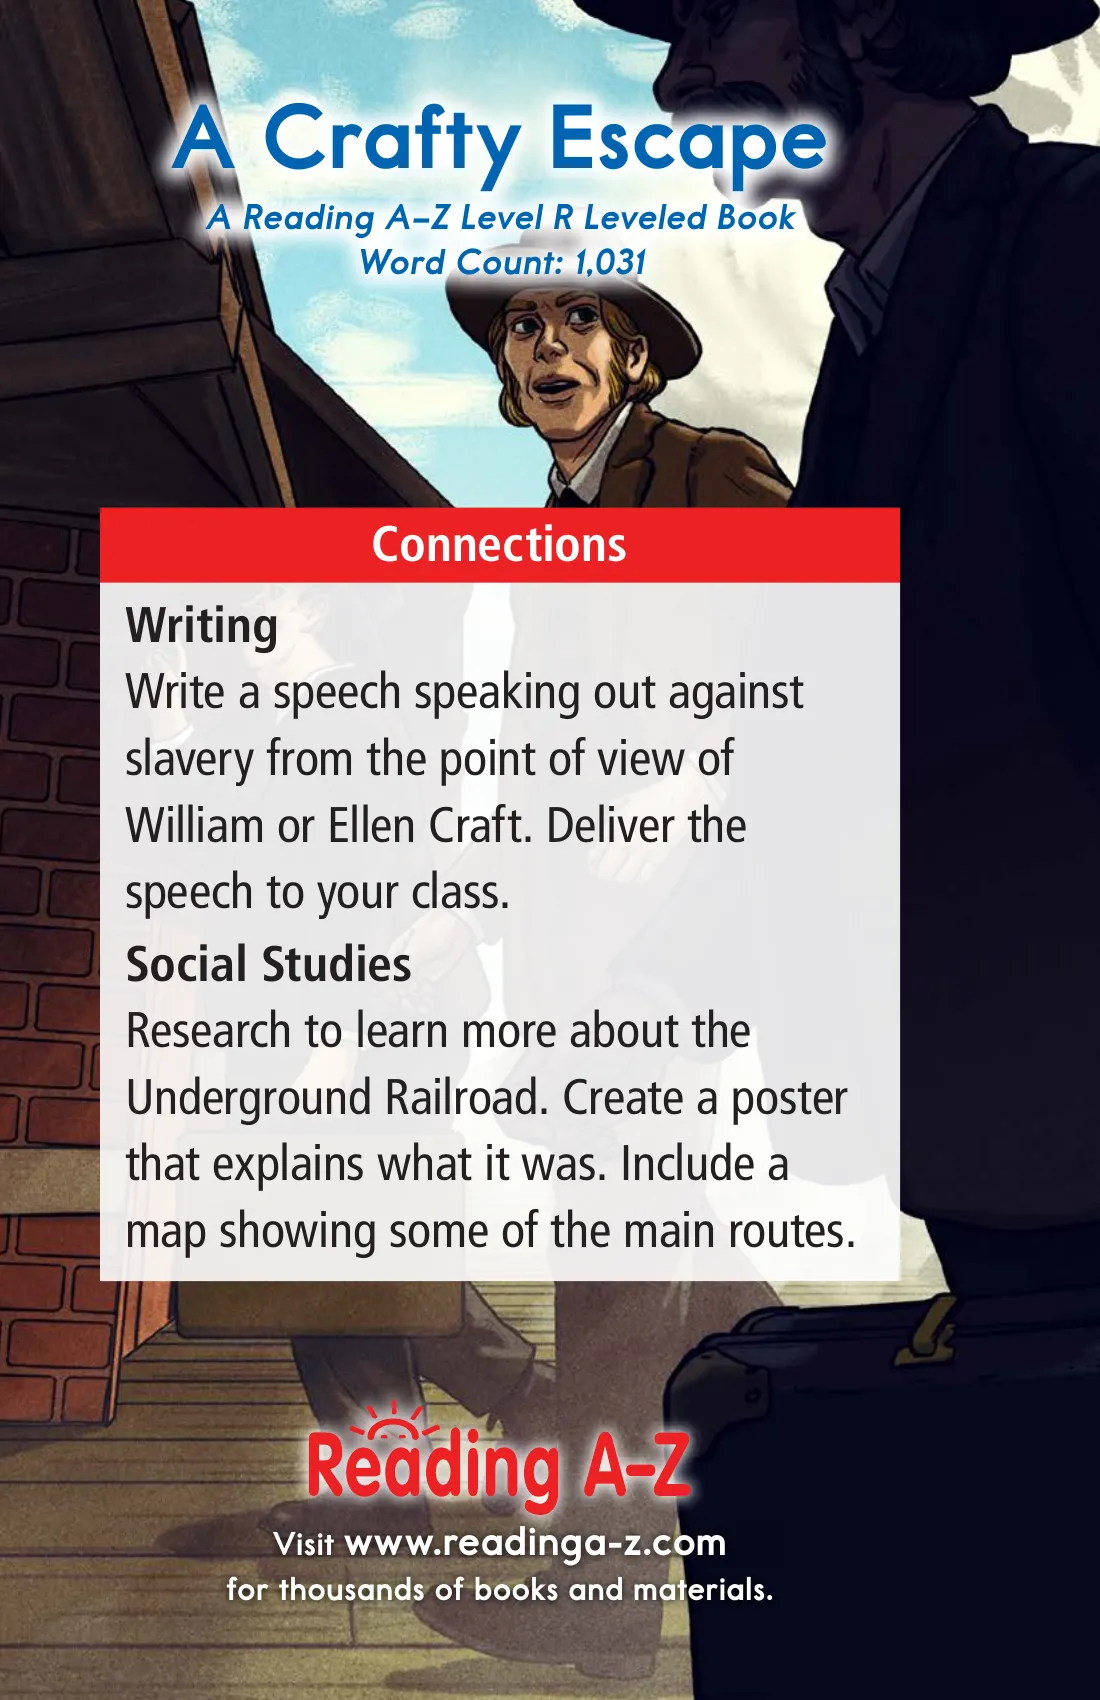 A Crafty Escape
A Reading A–Z Level R Leveled Book
Word Count: 1,031
Connections
Writing
Write a speech speaking out against
slavery from the point of view of
William or Ellen Craft. Deliver the
speech to your class.
Social Studies
Research to learn more about the
Underground Railroad. Create a poster
that explains what it was. Include a
map showing some of the main routes.
Reading A–Z
Visit www.readinga-z.com
for thousands of books and materials.